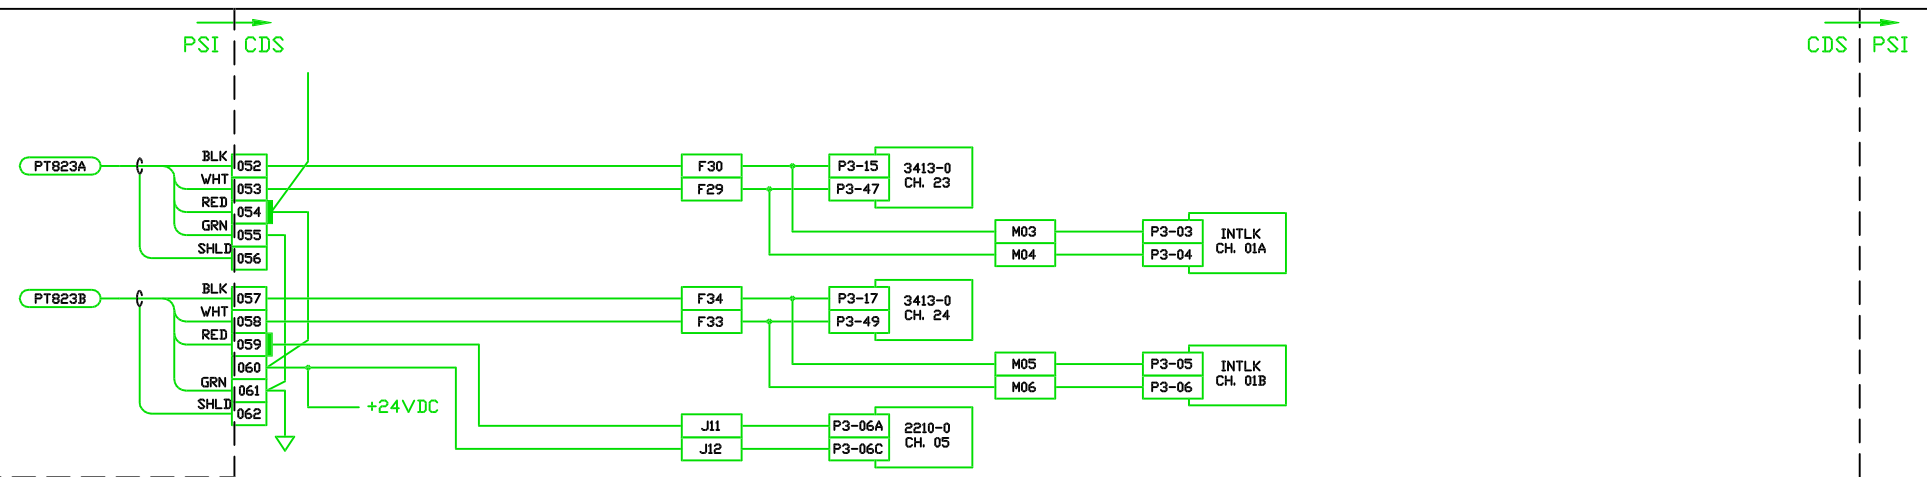 PSI CDS
CDS PSI
PT823A
BLK 052
WHT 053
RED 054
GRN 055
SHLD 056
F30
F29
P3-15
P3-47
3413-0
CH. 23
M03
M04
P3-03
P3-04
INTLK
CH. 01A
PT823B
BLK 057
WHT 058
RED 059
060
GRN 061
SHLD 062
+24VDC
F34
F33
P3-17
P3-49
3413-0
CH. 24
M05
M06
P3-05
P3-06
INTLK
CH. 01B
J11
J12
P3-06A
P3-06C
2210-0
CH. 05